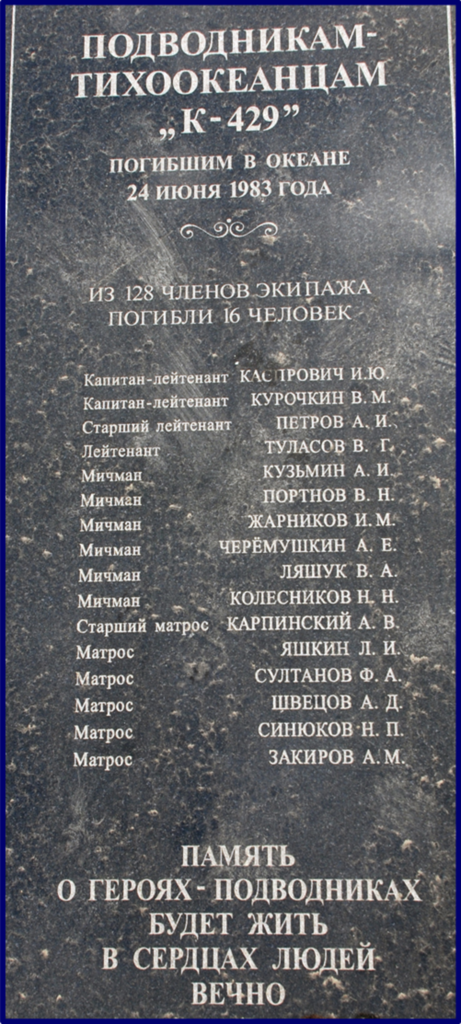 ПОДВОДНИКАМ-
ТИХООКЕАНЦАМ
„К-429”
ПОГИБШИМ В ОКЕАНЕ
24 ИЮНЯ 1983 ГОДА
ИЗ 128 ЧЛЕНОВ ЭКИПАЖА
ПОГИБЛИ 16 ЧЕЛОВЕК
Капитан-лейтенант КАСПРОВИЧ И.Ю.
Капитан-лейтенант КУРОЧКИН В. М.
Старший лейтенант ПЕТРОВ А. И.
Лейтенант ТУЛАСОВ В. Г.
Мичман КУЗЬМИН А. И.
Мичман ПОРТНОВ В. Н.
Мичман ЖАРНИКОВ И. М.
Мичман ЧЕРЁМУШКИН А. Е.
Мичман ЛЯШУК В. А.
Мичман КОЛЕСНИКОВ Н. Н.
Старший матрос КАРПИНСКИЙ А. В.
Матрос ЯШКИН Л. И.
Матрос СУЛТАНОВ Ф. А.
Матрос ШВЕЦОВ А. Д.
Матрос СИНЮКОВ Н. П.
Матрос ЗАКИРОВ А. М.
ПАМЯТЬ
О ГЕРОЯХ - ПОДВОДНИКАХ
БУДЕТ ЖИТЬ
В СЕРДЦАХ ЛЮДЕЙ
ВЕЧНО